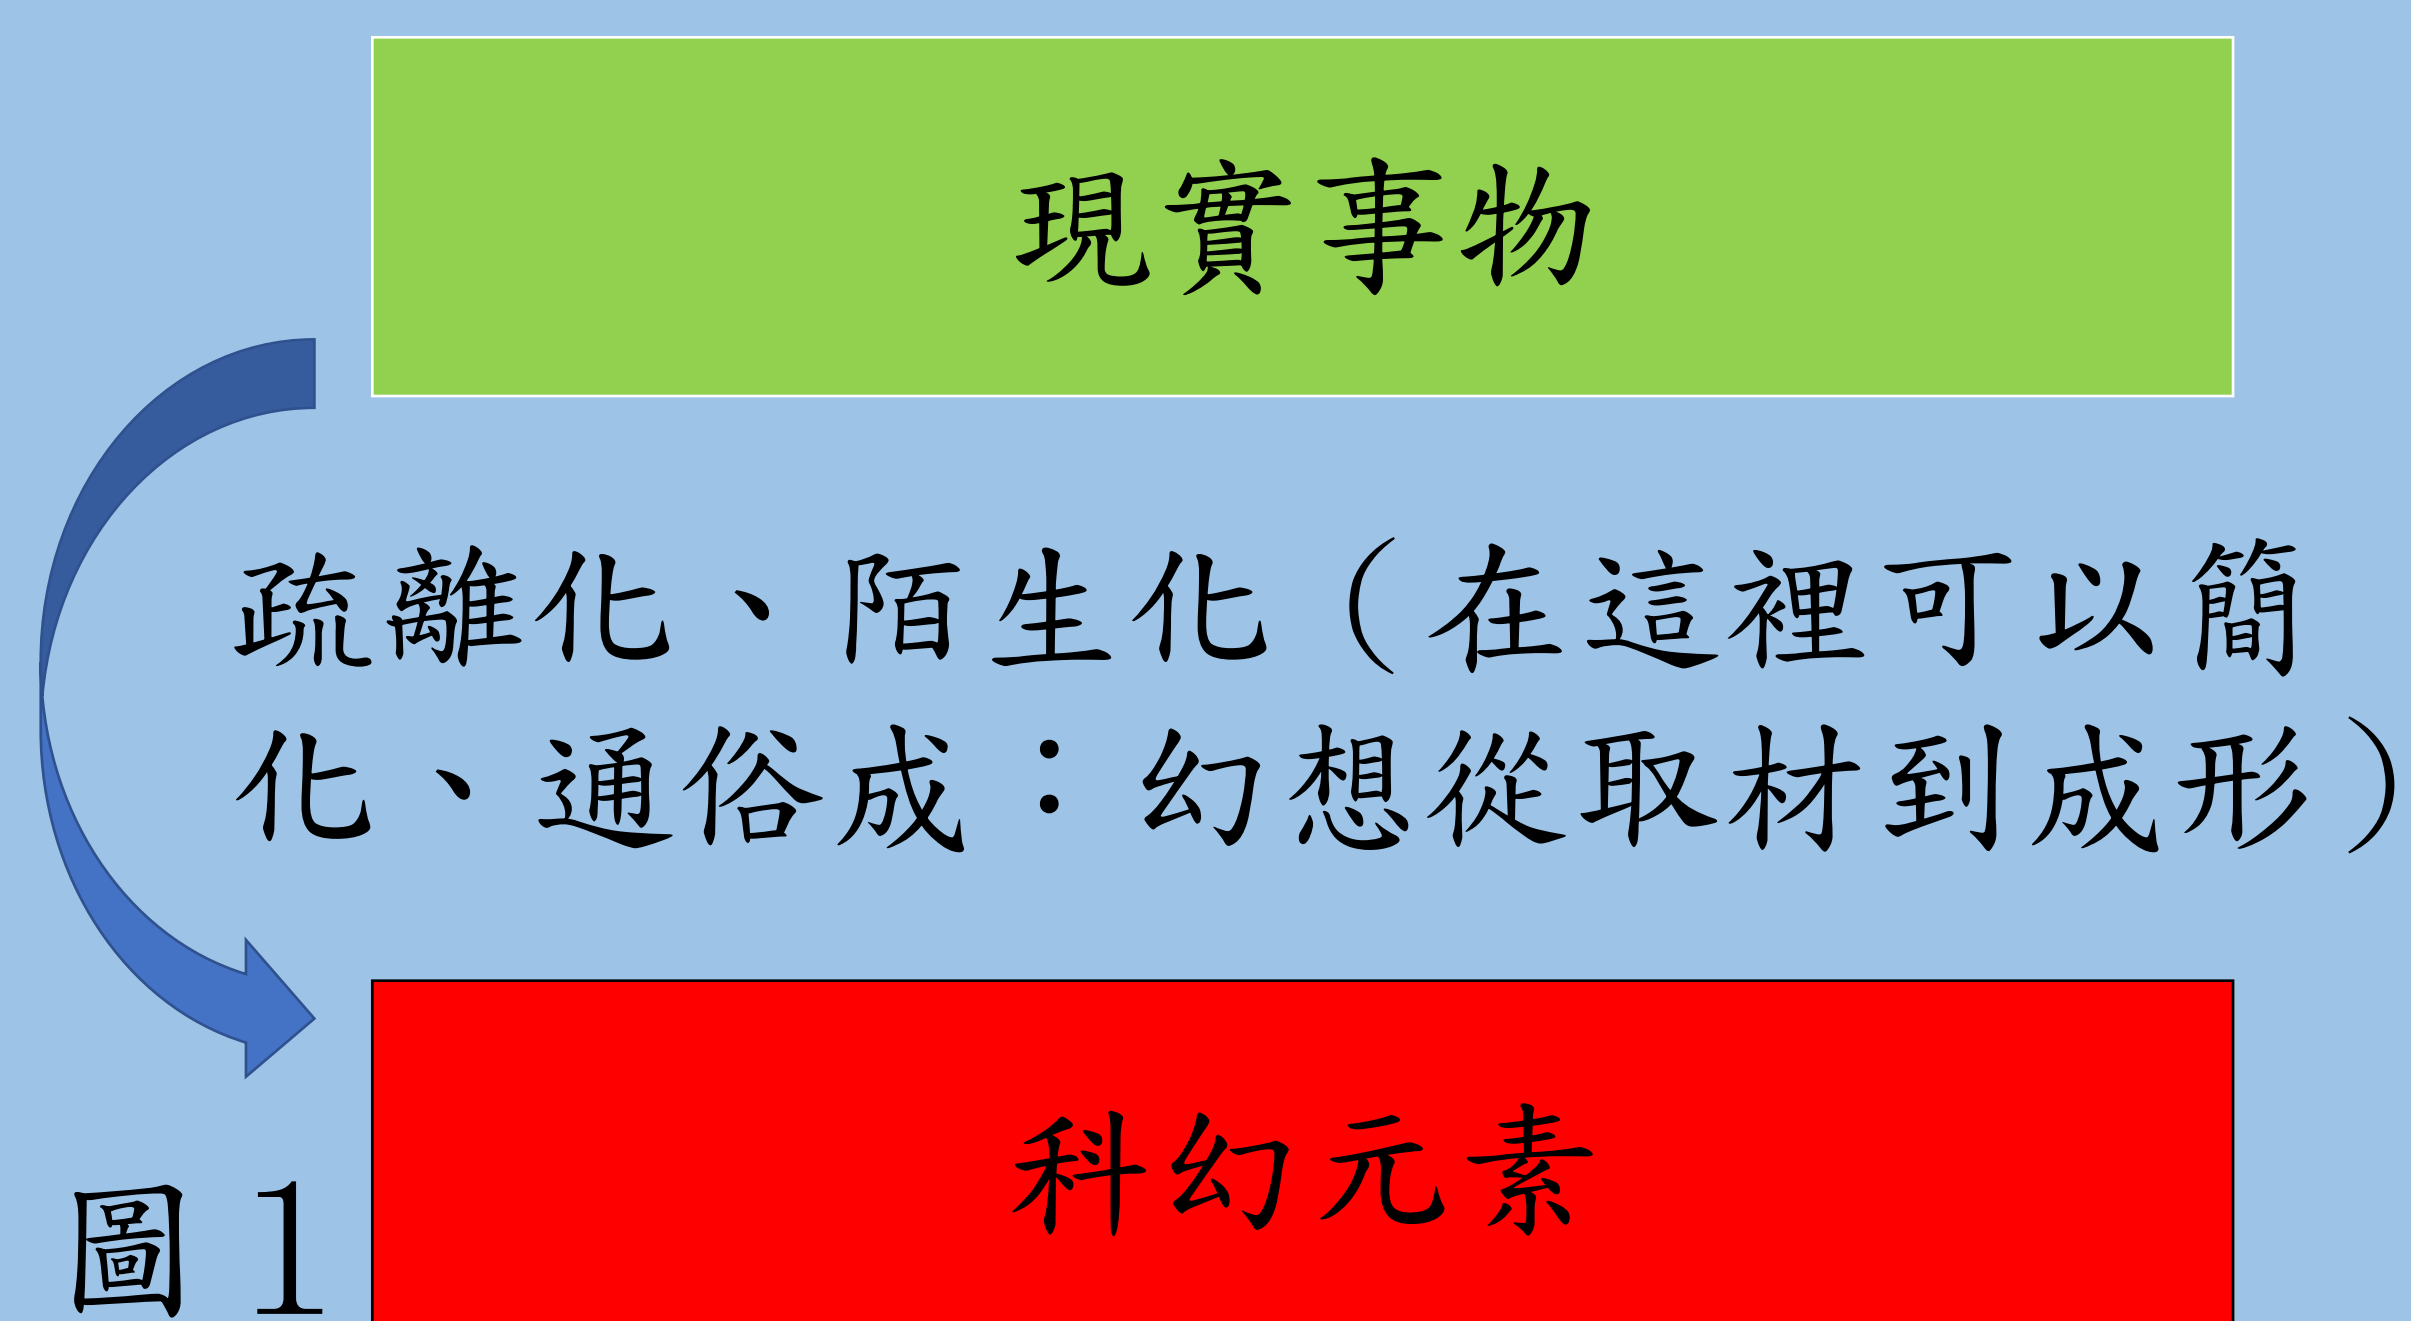 現實事物
疏離化、陌生化（在這裡可以簡
化、通俗成：幻想從取材到成形）
科幻元素
圖1